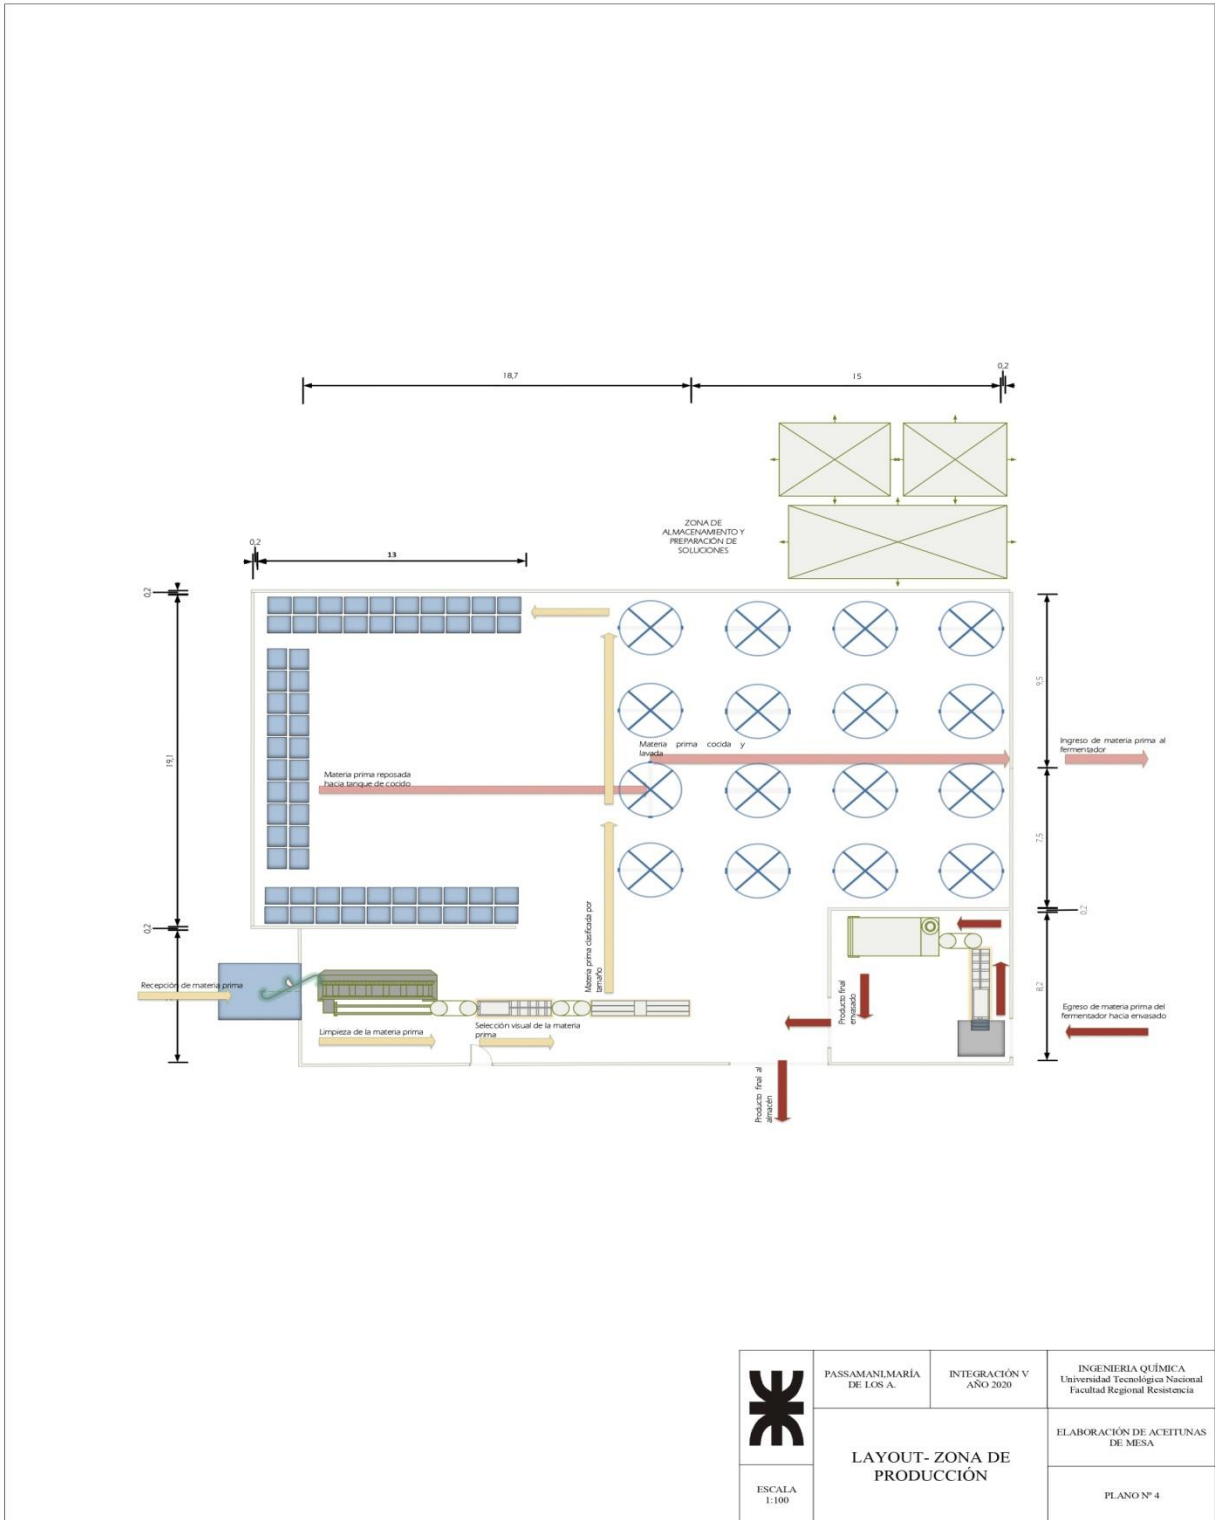 18,7
15
0,2
ZONA DE
ALMACENAMIENTO Y
PREPARACIÓN DE
SOLUCIONES
0,2
13
0,2
19,1
0,2
9,5
7,5
0,2
8,2
Materia prima cocida y
lavada
Ingreso de materia prima al
fermentador
Materia prima reposada
hacia tanque de cocido
Materia prima clasificada por
tamaño
Recepción de materia prima
Limpieza de la materia prima
Selección visual de la materia
prima
Producto final
envasado
Egreso de materia prima del
fermentador hacia envasado
Producto final al
almacén
PASSAMANI,MARÍA
DE LOS A.
INTEGRACIÓN V
AÑO 2020
INGENIERIA QUÍMICA
Universidad Tecnológica Nacional
Facultad Regional Resistencia
LAYOUT- ZONA DE
PRODUCCIÓN
ELABORACIÓN DE ACEITUNAS
DE MESA
ESCALA
1:100
PLANO Nº 4